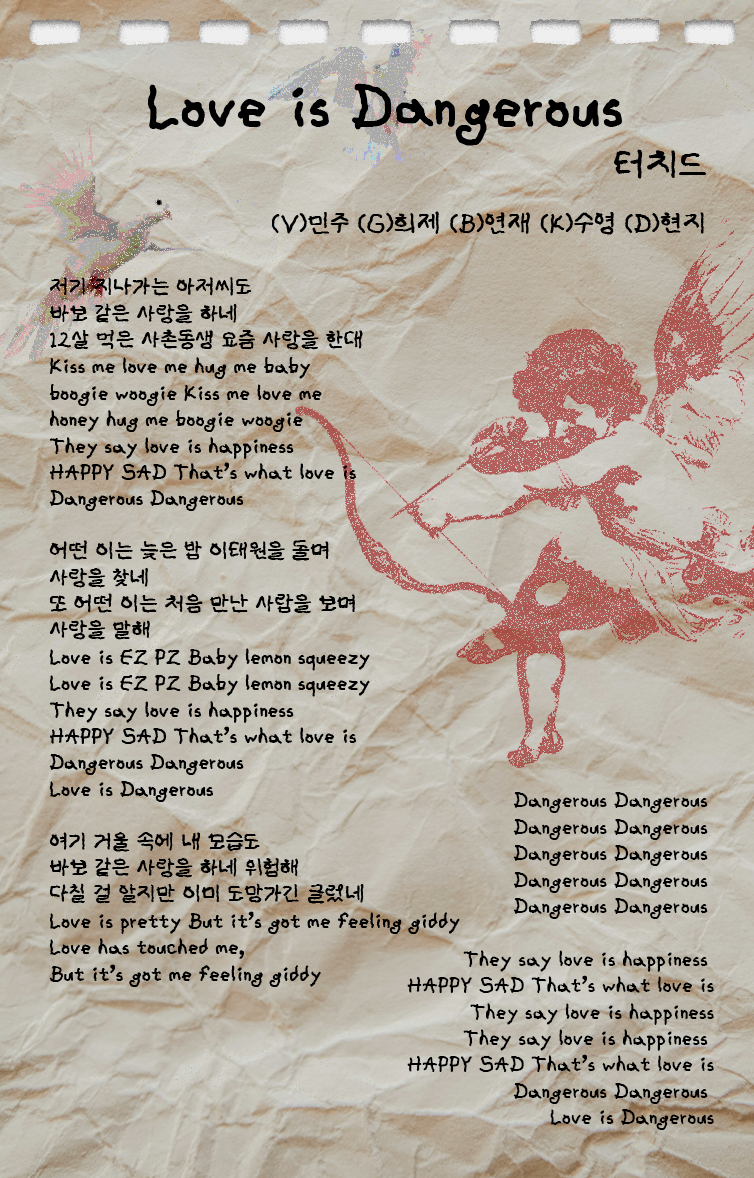 Love is Dangerous
터치드
(V)민주 (G)희제 (B)연재 (K)수영 (D)현지
저기 지나가는 아저씨도
바보 같은 사랑을 하네
12살 먹은 사촌동생 요즘 사랑을 한대
Kiss me love me hug me baby
boogie woogie Kiss me love me
honey hug me boogie woogie
They say love is happiness
HAPPY SAD That's what love is
Dangerous Dangerous
어떤 이는 늦은 밤 이태원을 돌며
사랑을 찾네
또 어떤 이는 처음 만난 사람을 보며
사랑을 말해
Love is EZ PZ Baby lemon squeezy
Love is EZ PZ Baby lemon squeezy
They say love is happiness
HAPPY SAD That's what love is
Dangerous Dangerous
Love is Dangerous
여기 거울 속에 내 모습도
바보 같은 사랑을 하네 위험해
다칠 걸 알지만 이미 도망가긴 글렀네
Love is pretty But it's got me feeling giddy
Love has touched me,
But it's got me feeling giddy
Dangerous Dangerous
Dangerous Dangerous
Dangerous Dangerous
Dangerous Dangerous
Dangerous Dangerous
They say love is happiness
HAPPY SAD That's what love is
They say love is happiness
They say love is happiness
HAPPY SAD That's what love is
Dangerous Dangerous
Love is Dangerous